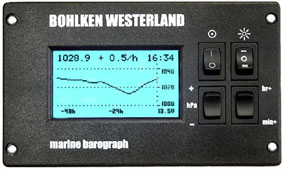 BOHLKEN WESTERLAND
1028.9 + 0.5/h 16:34
1040
1020
1000
-48h -24h 13.5V
marine barograph
+ hr+
hPa
- min+